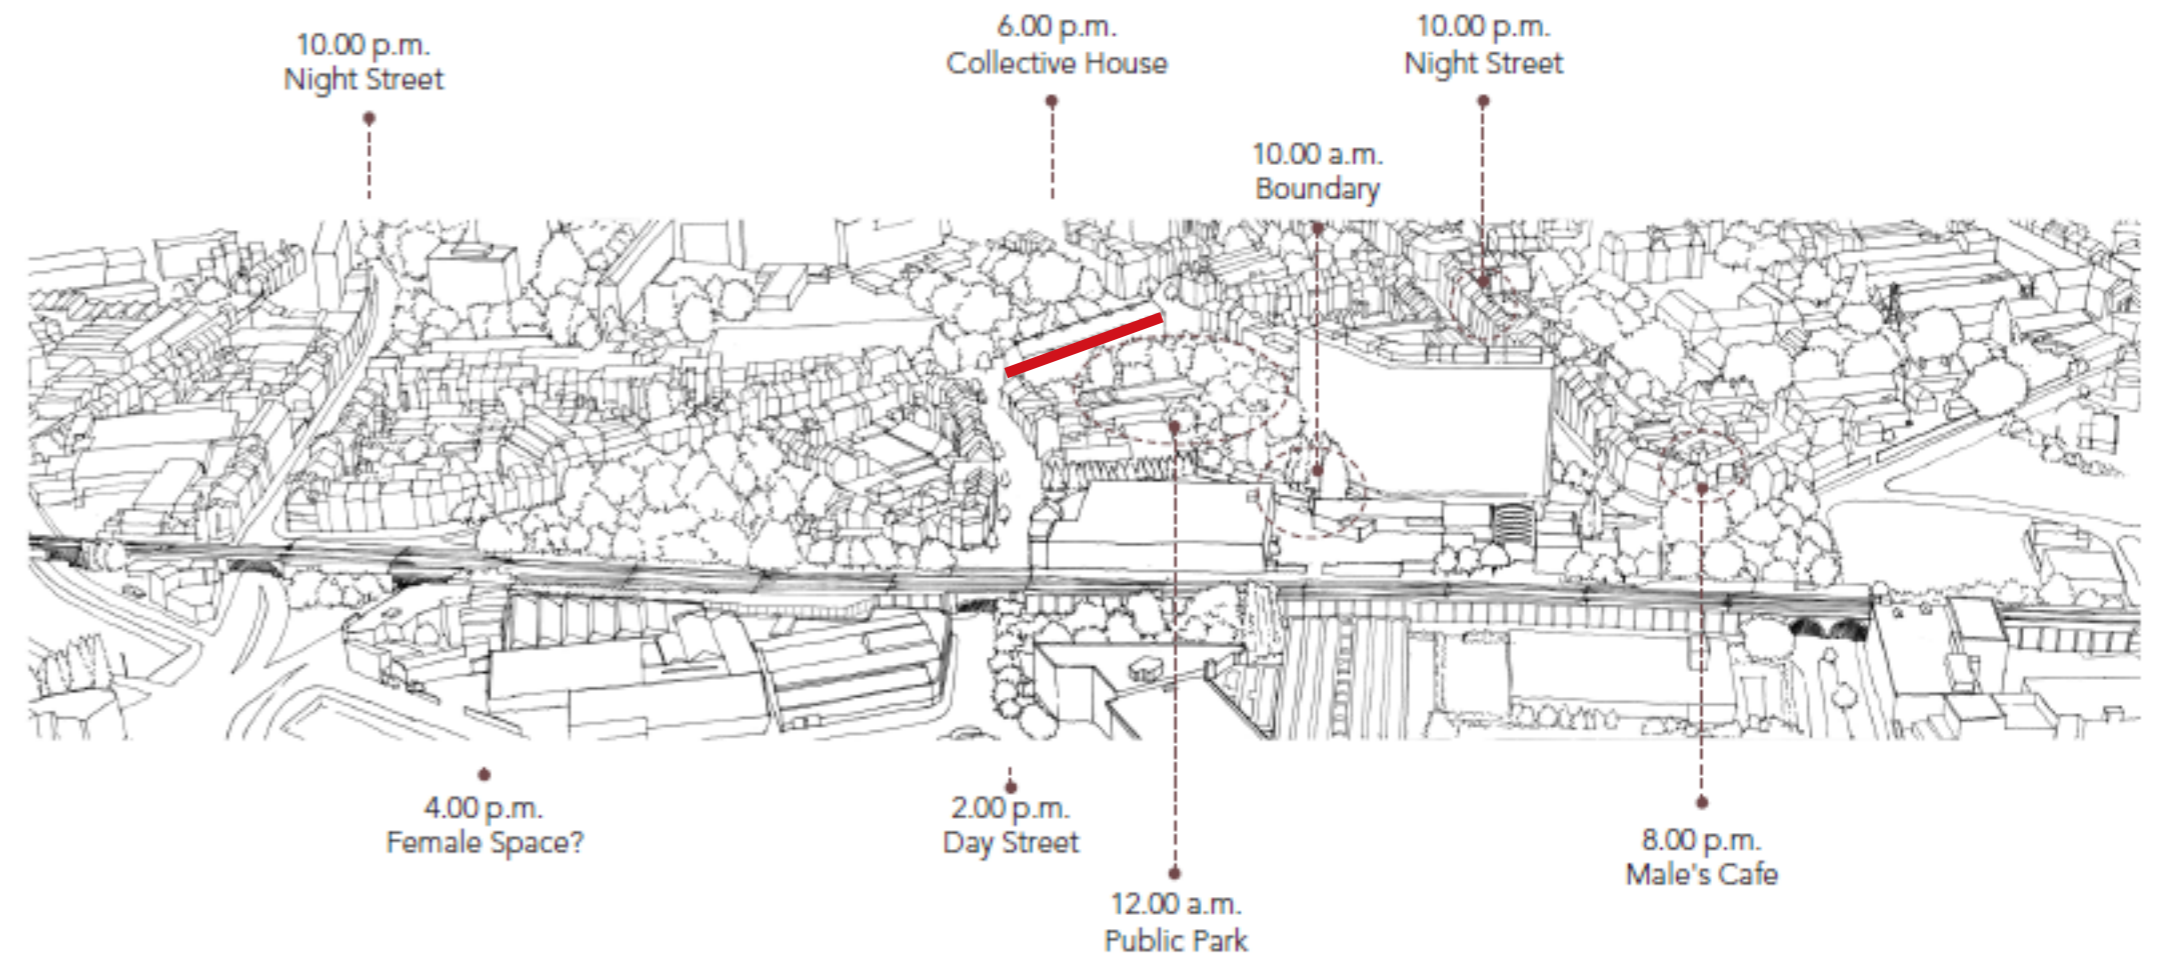 10.00 p.m.
Night Street
6.00 p.m.
Collective House
10.00 p.m.
Night Street
10.00 a.m.
Boundary
4.00 p.m.
Female Space?
2.00 p.m.
Day Street
12.00 a.m.
Public Park
8.00 p.m.
Male's Cafe